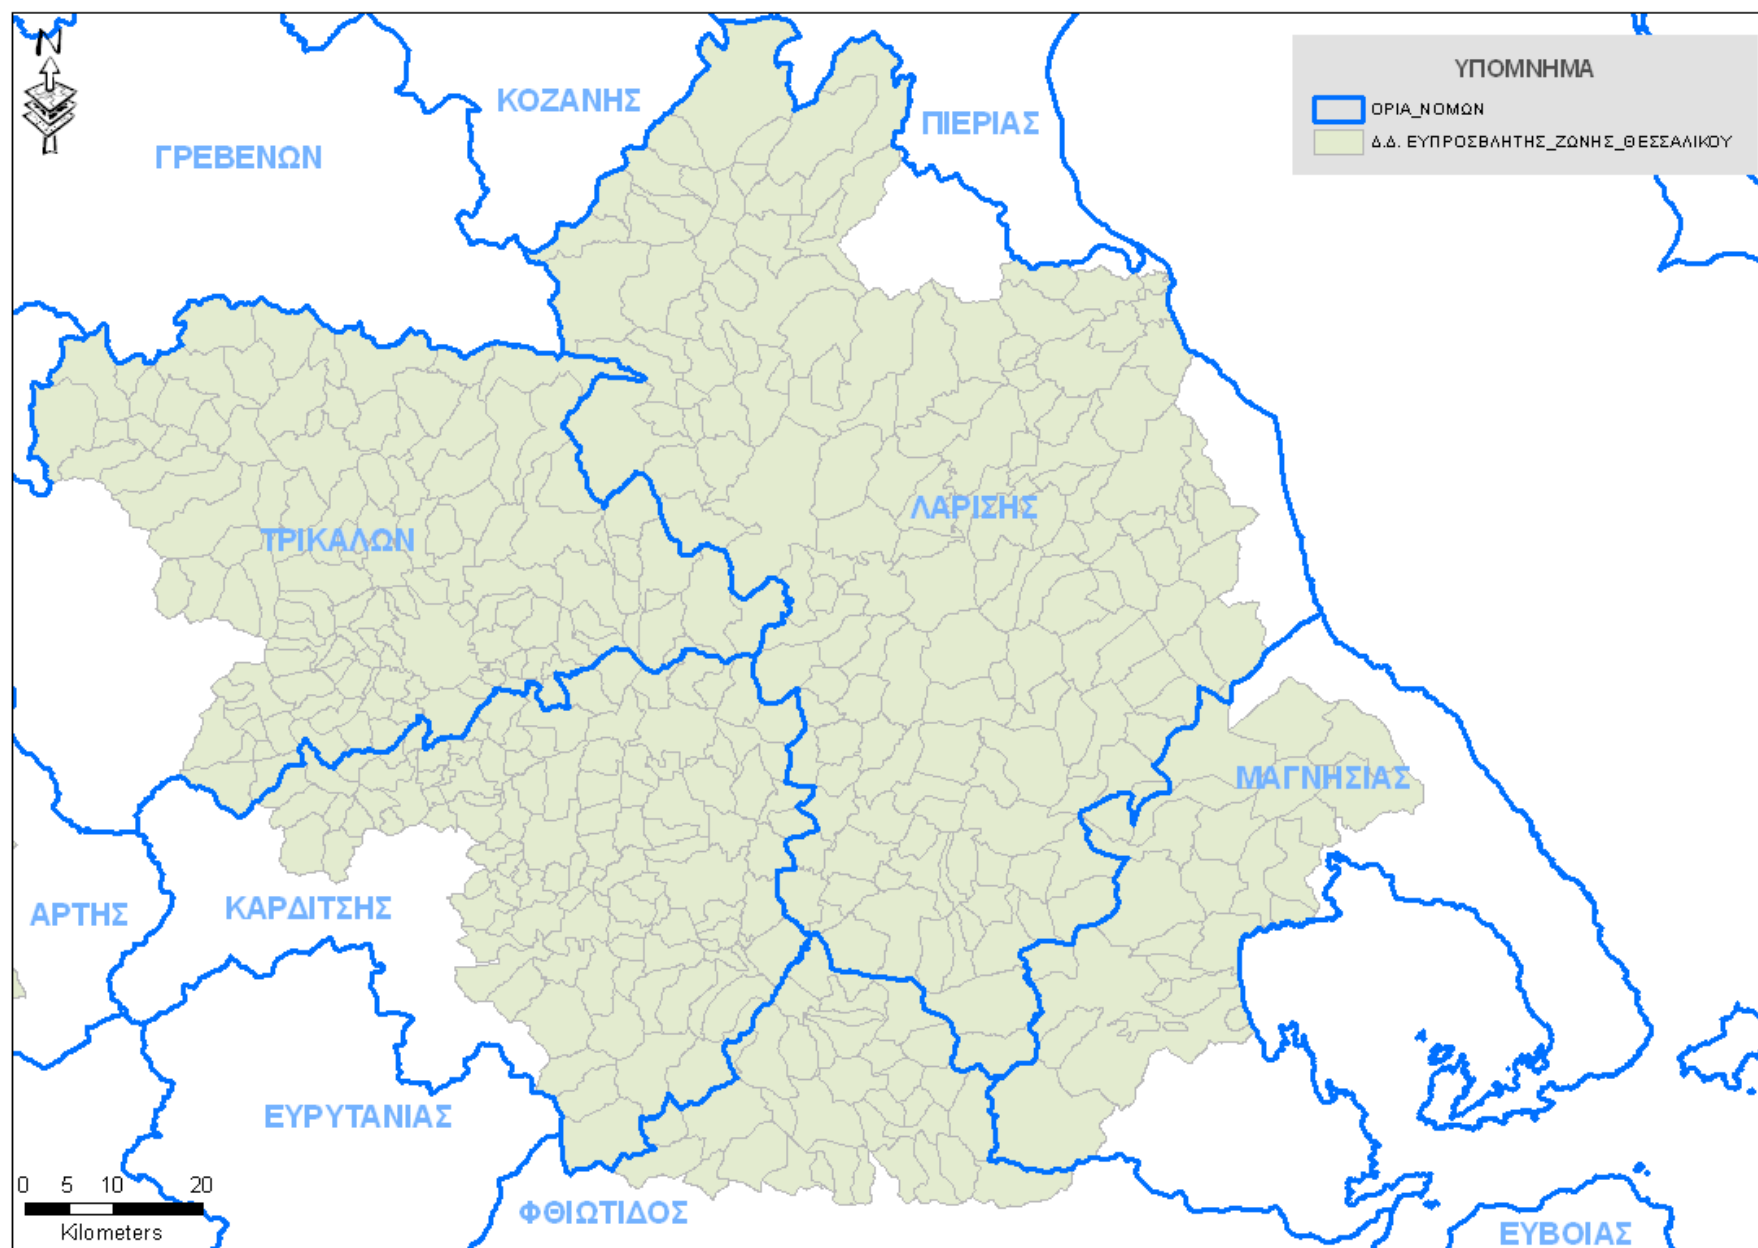 N
ΥΠΟΜΝΗΜΑ
ΟΡΙΑ_ΝΟΜΩΝ
Δ.Δ. ΕΥΠΡΟΣΒΛΗΤΗΣ_ΖΩΝΗΣ_ΘΕΣΣΑΛΙΚΟΥ
ΚΟΖΑΝΗΣ
ΠΙΕΡΙΑΣ
ΓΡΕΒΕΝΩΝ
ΛΑΡΙΣΗΣ
ΤΡΙΚΑΛΩΝ
ΜΑΓΝΗΣΙΑΣ
ΑΡΤΗΣ
ΚΑΡΔΙΤΣΗΣ
ΕΥΡΥΤΑΝΙΑΣ
0 5 10 20
Kilometers
ΦΘΙΩΤΙΔΟΣ
ΕΥΒΟΙΑΣ